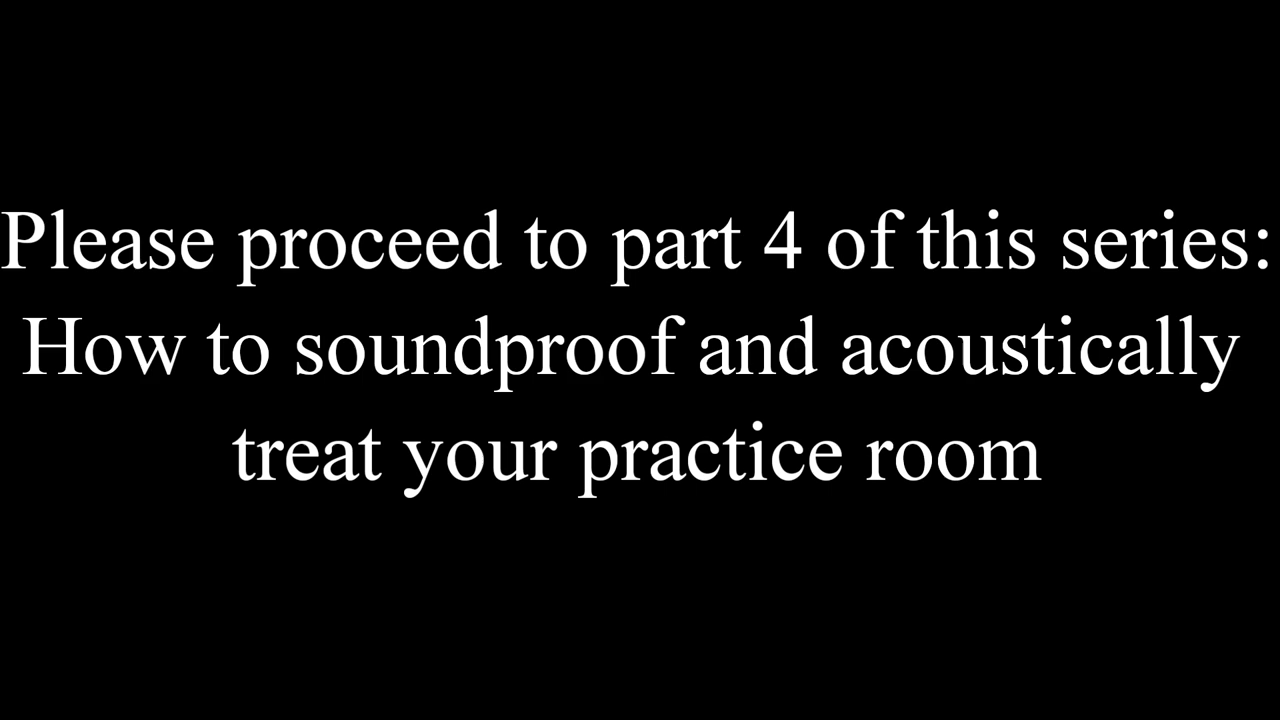 Please proceed to part 4 of this series:
How to soundproof and acoustically
treat your practice room